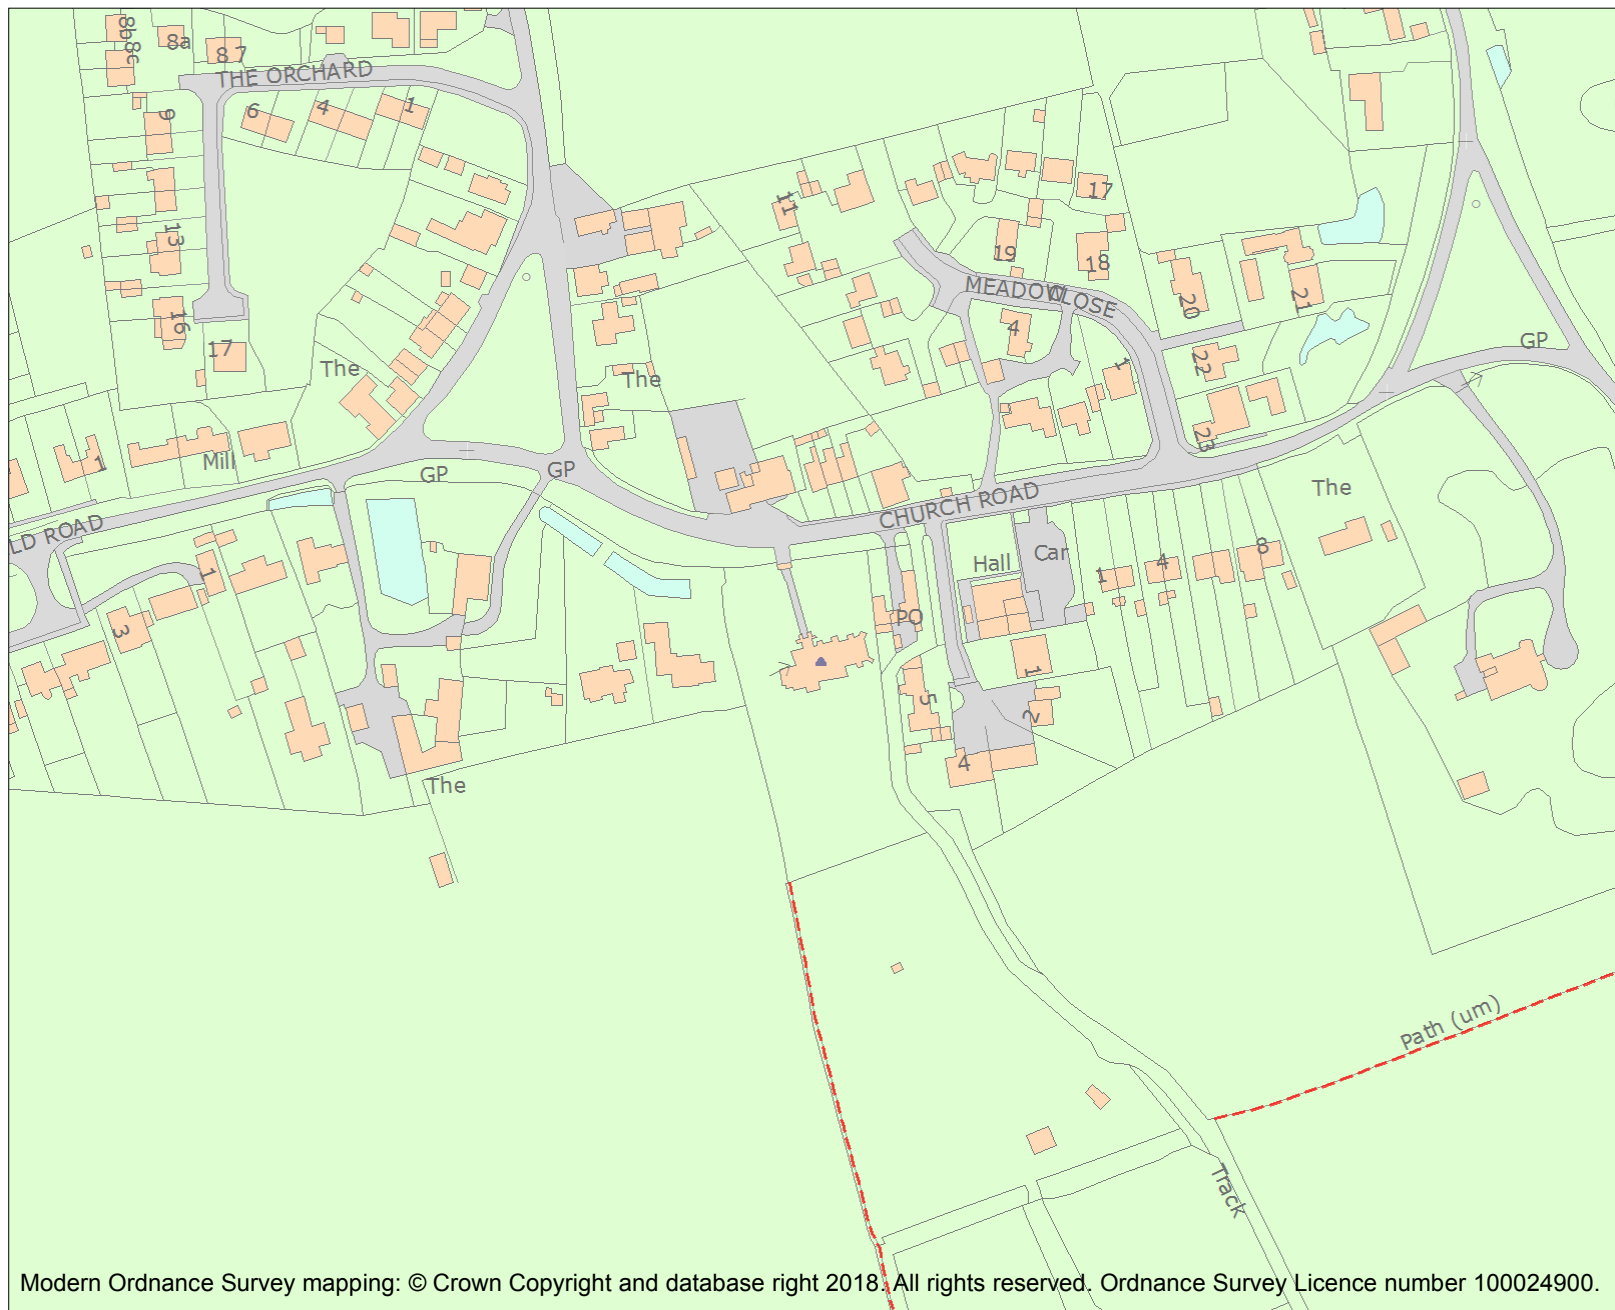 8b
8c
8a
8 7
THE ORCHARD
6
4
1
9
11
17
13
19
18
16
MEADOW CLOSE
20
21
4
17
The
The
GP
22
1
1
Mill
23
GP
GP
CHURCH ROAD
The
LD ROAD
Hall
Car
1
4
8
1
PO
3
1
5
2
4
The
Path (um)
Track
Modern Ordnance Survey mapping: © Crown Copyright and database right 2018. All rights reserved. Ordnance Survey Licence number 100024900.